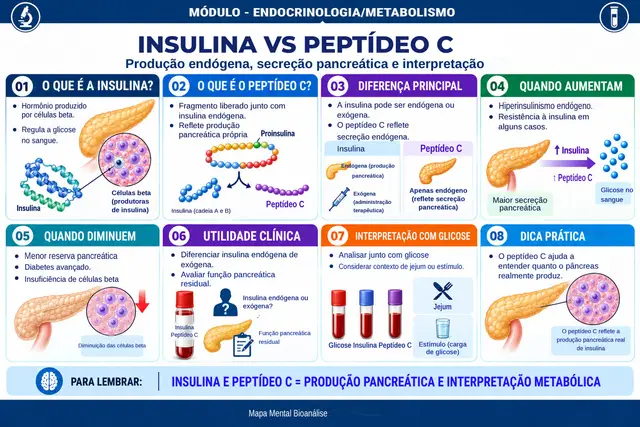 MÓDULO - ENDOCRINOLOGIA/METABOLISMO
INSULINA VS PEPTÍDEO C
Produção endógena, secreção pancreática e interpretação
01 O QUE É A INSULINA?
Hormônio produzido
por células beta.
Regula a glicose
no sangue.
Insulina
Células beta
(produtoras
de insulina)
02 O QUE É O PEPTÍDEO C?
Fragmento liberado junto com
insulina endógena.
Reflete produção
pancreática própria
Proinsulina
Insulina (cadeia A e B)
Peptídeo C
03 DIFERENÇA PRINCIPAL
A insulina pode ser endógena ou
exógena.
O peptídeo C reflete
secreção endógena.
Insulina
Endógena (produção
pancreática)
Exógena
(administração
terapêutica)
Peptídeo C
Apenas endógeno
(reflete secreção
pancreática)
04 QUANDO AUMENTAM
Hiperinsulinismo endógeno.
Resistência à insulina em
alguns casos.
↑ Insulina
↑ Peptídeo C
Maior secreção
pancreática
Glicose no
sangue
05 QUANDO DIMINUEM
Menor reserva pancreática
Diabetes avançado.
Insuficiência de células beta
Diminuição das células beta
06 UTILIDADE CLÍNICA
Diferenciar insulina endógena de
exógena.
Avaliar função pancreática
residual.
Insulina
Peptídeo C
Insulina endógena ou
exógena?
Função pancreática
residual
07 INTERPRETAÇÃO COM GLICOSE
Analisar junto com glicose
Considerar contexto de jejum ou estímulo.
Glicose Insulina Peptídeo C
Jejum
Estímulo (carga
de glicose)
08 DICA PRÁTICA
O peptídeo C ajuda a
entender quanto o pâncreas
realmente produz.
O peptídeo C reflete a
produção pancreática real
de insulina
PARA LEMBRAR:
INSULINA E PEPTÍDEO C = PRODUÇÃO PANCREÁTICA E INTERPRETAÇÃO METABÓLICA
Mapa Mental Bioanálise